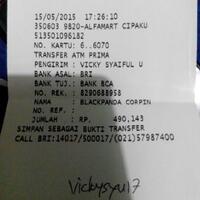 15/05/2015  17:26:10
350603 9820-ALFAMART CIPAKU
513501096182
NO. KARTU: 6..6070
TRANSFER ATM PRIMA
PENGIRIM : VICKY SYAIFUL U
BANK ASAL: BRI
BANK TUJ.: BANK BCA
NO. REK. : 8290688958
NAMA : BLACKPANDA CORPIN
NO. REF. :
JUMLAH : RP. 490,143
SIMPAN SEBAGAI BUKTI TRANSFER
CALL BRI:14017/500017/(021)57987400
vickysyu17